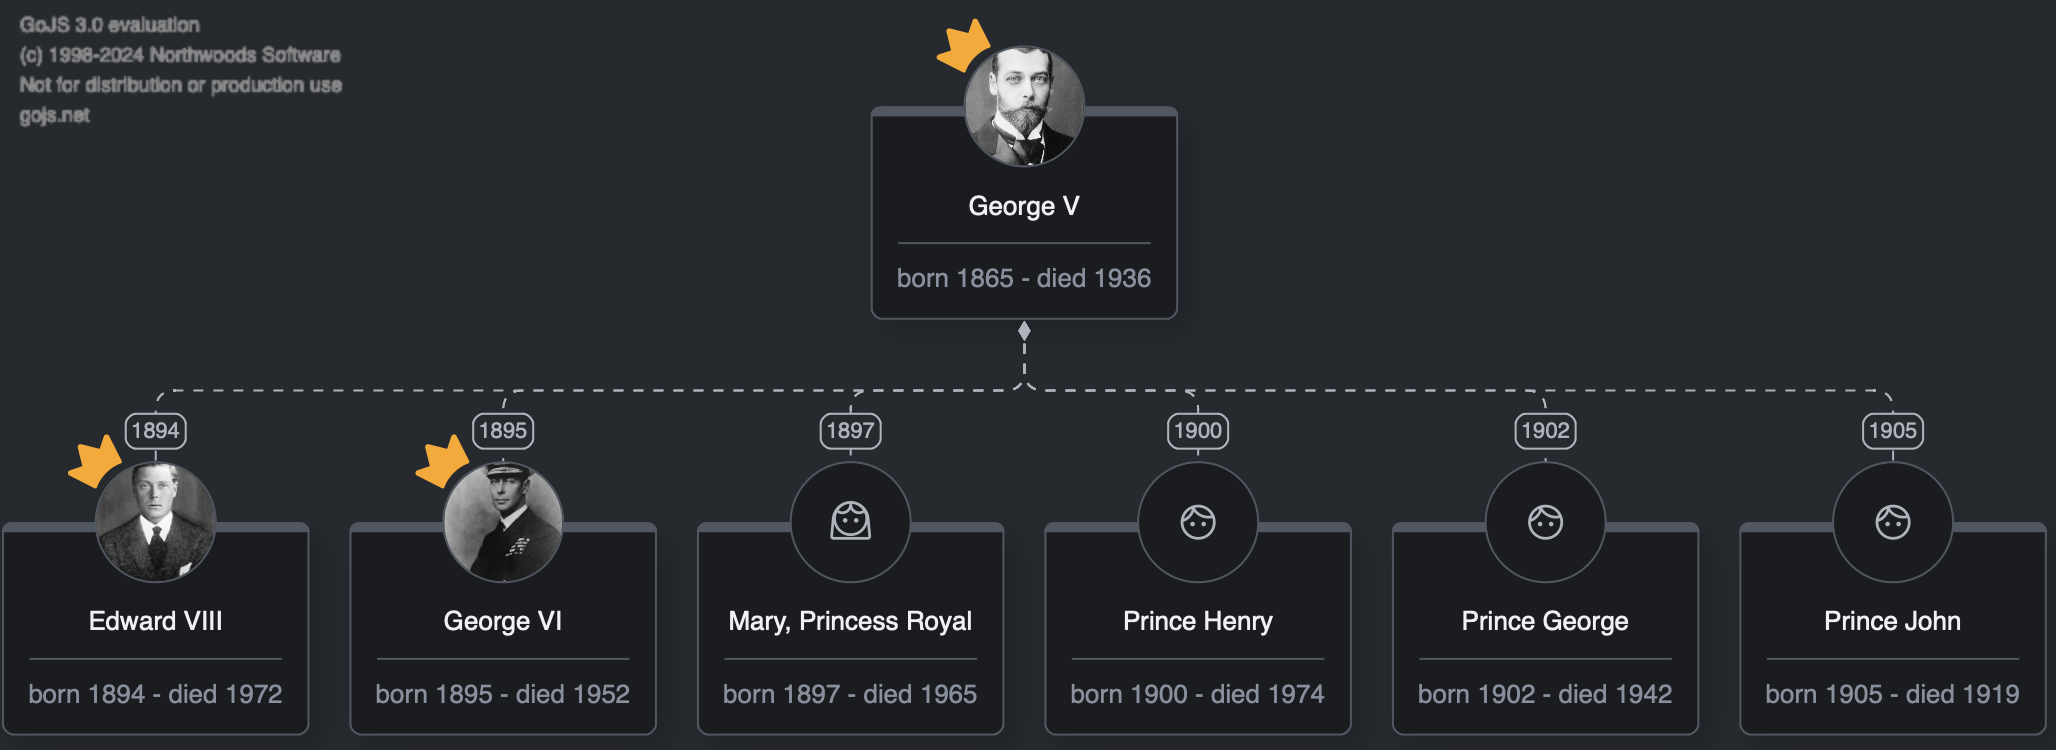 GoJS 3.0 evaluation
(c) 1998-2024 Northwoods Software
Not for distribution or production use
gojs.net
George V
born 1865 - died 1936
1894
1895
1897
1900
1902
1905
Edward VIII
born 1894 - died 1972
George VI
born 1895 - died 1952
Mary, Princess Royal
born 1897 - died 1965
Prince Henry
born 1900 - died 1974
Prince George
born 1902 - died 1942
Prince John
born 1905 - died 1919